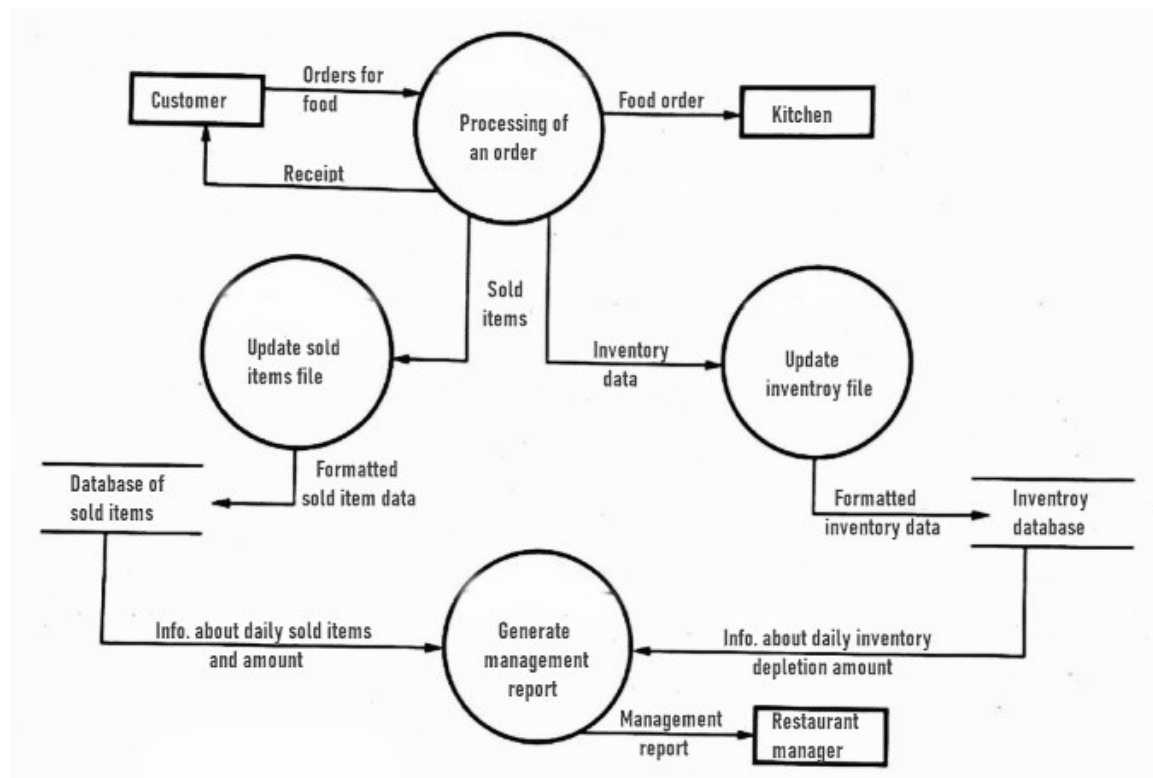 Orders for
food
Customer
Receipt
Processing of
an order
Food order
Kitchen
Sold
items
Update sold
items file
Inventory
data
Update
inventroy file
Formatted
sold item data
Database of
sold items
Formatted
inventory data
Inventroy
database
Info. about daily sold items
and amount
Generate
management
report
Info. about daily inventory
depletion amount
Management
report
Restaurant
manager